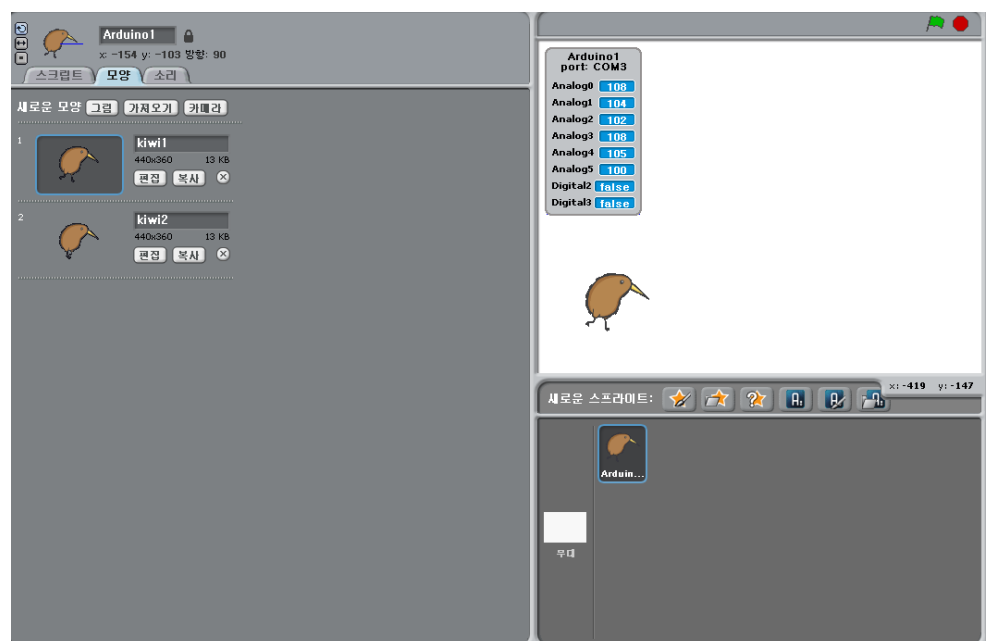 Arduino1
x: -154 y: -103 방향: 90
스크립트 모양 소리
새로운 모양 그림 가져오기 카메라
1
kiwi1
440x360 13 KB
편집 복사
2
kiwi2
440x360 13 KB
편집 복사
Arduino1
port: COM3
Analog0 108
Analog1 104
Analog2 102
Analog3 108
Analog4 105
Analog5 100
Digital2 false
Digital3 false
x: -419 y: -147
새로운 스프라이트:
Arduin...
무대